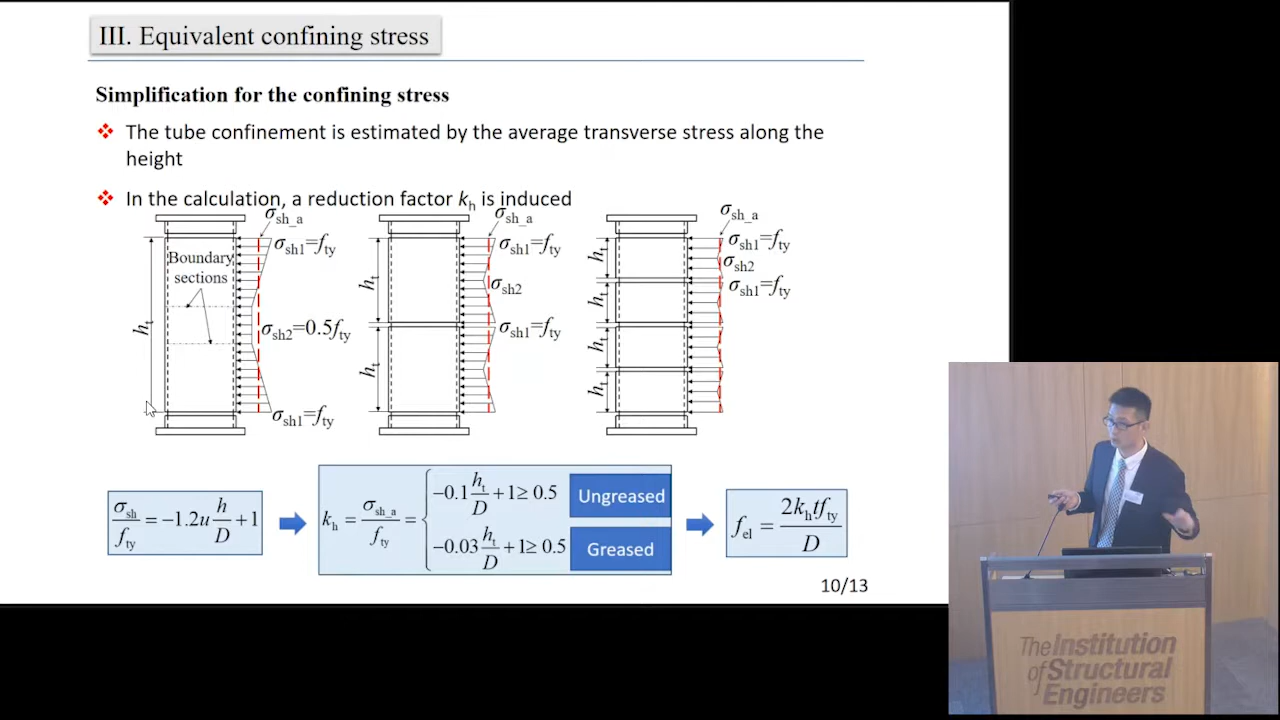 III. Equivalent confining stress
Simplification for the confining stress
❖ The tube confinement is estimated by the average transverse stress along the
height
❖ In the calculation, a reduction factor kh is induced
σsh_a
σsh1=fty
Boundary
sections
ht
σsh2=0.5fty
σsh1=fty
σsh_a
σsh1=fty
ht
σsh2
σsh1=fty
ht
σsh_a
σsh1=fty
ht
σsh2
σsh1=fty
ht
ht
ht
σsh/fty = −1.2u h/D +1
kh = σsh_a/fty = { −0.1 ht/D +1≥ 0.5 Ungreased
−0.03 ht/D +1≥ 0.5 Greased
fel = 2khtfty/D
10/13
The Institution
of Structural
Engineers